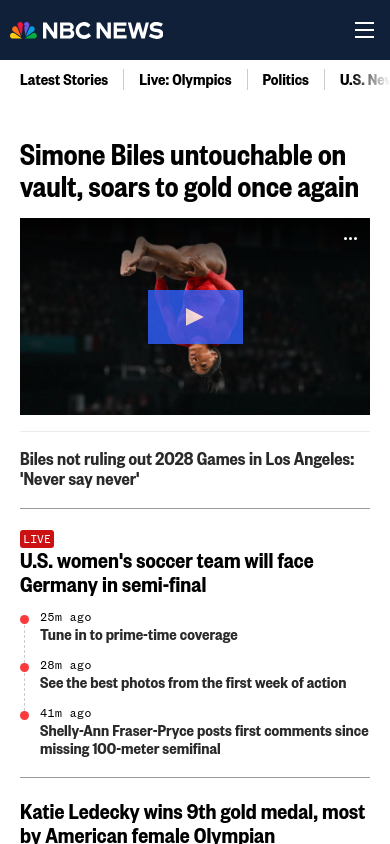 NBC NEWS
Latest Stories
Live: Olympics
Politics
U.S. New
Simone Biles untouchable on
vault, soars to gold once again
Biles not ruling out 2028 Games in Los Angeles:
'Never say never'
LIVE
U.S. women's soccer team will face
Germany in semi-final
25m ago
Tune in to prime-time coverage
28m ago
See the best photos from the first week of action
41m ago
Shelly-Ann Fraser-Pryce posts first comments since
missing 100-meter semifinal
Katie Ledecky wins 9th gold medal, most
by American female Olympian